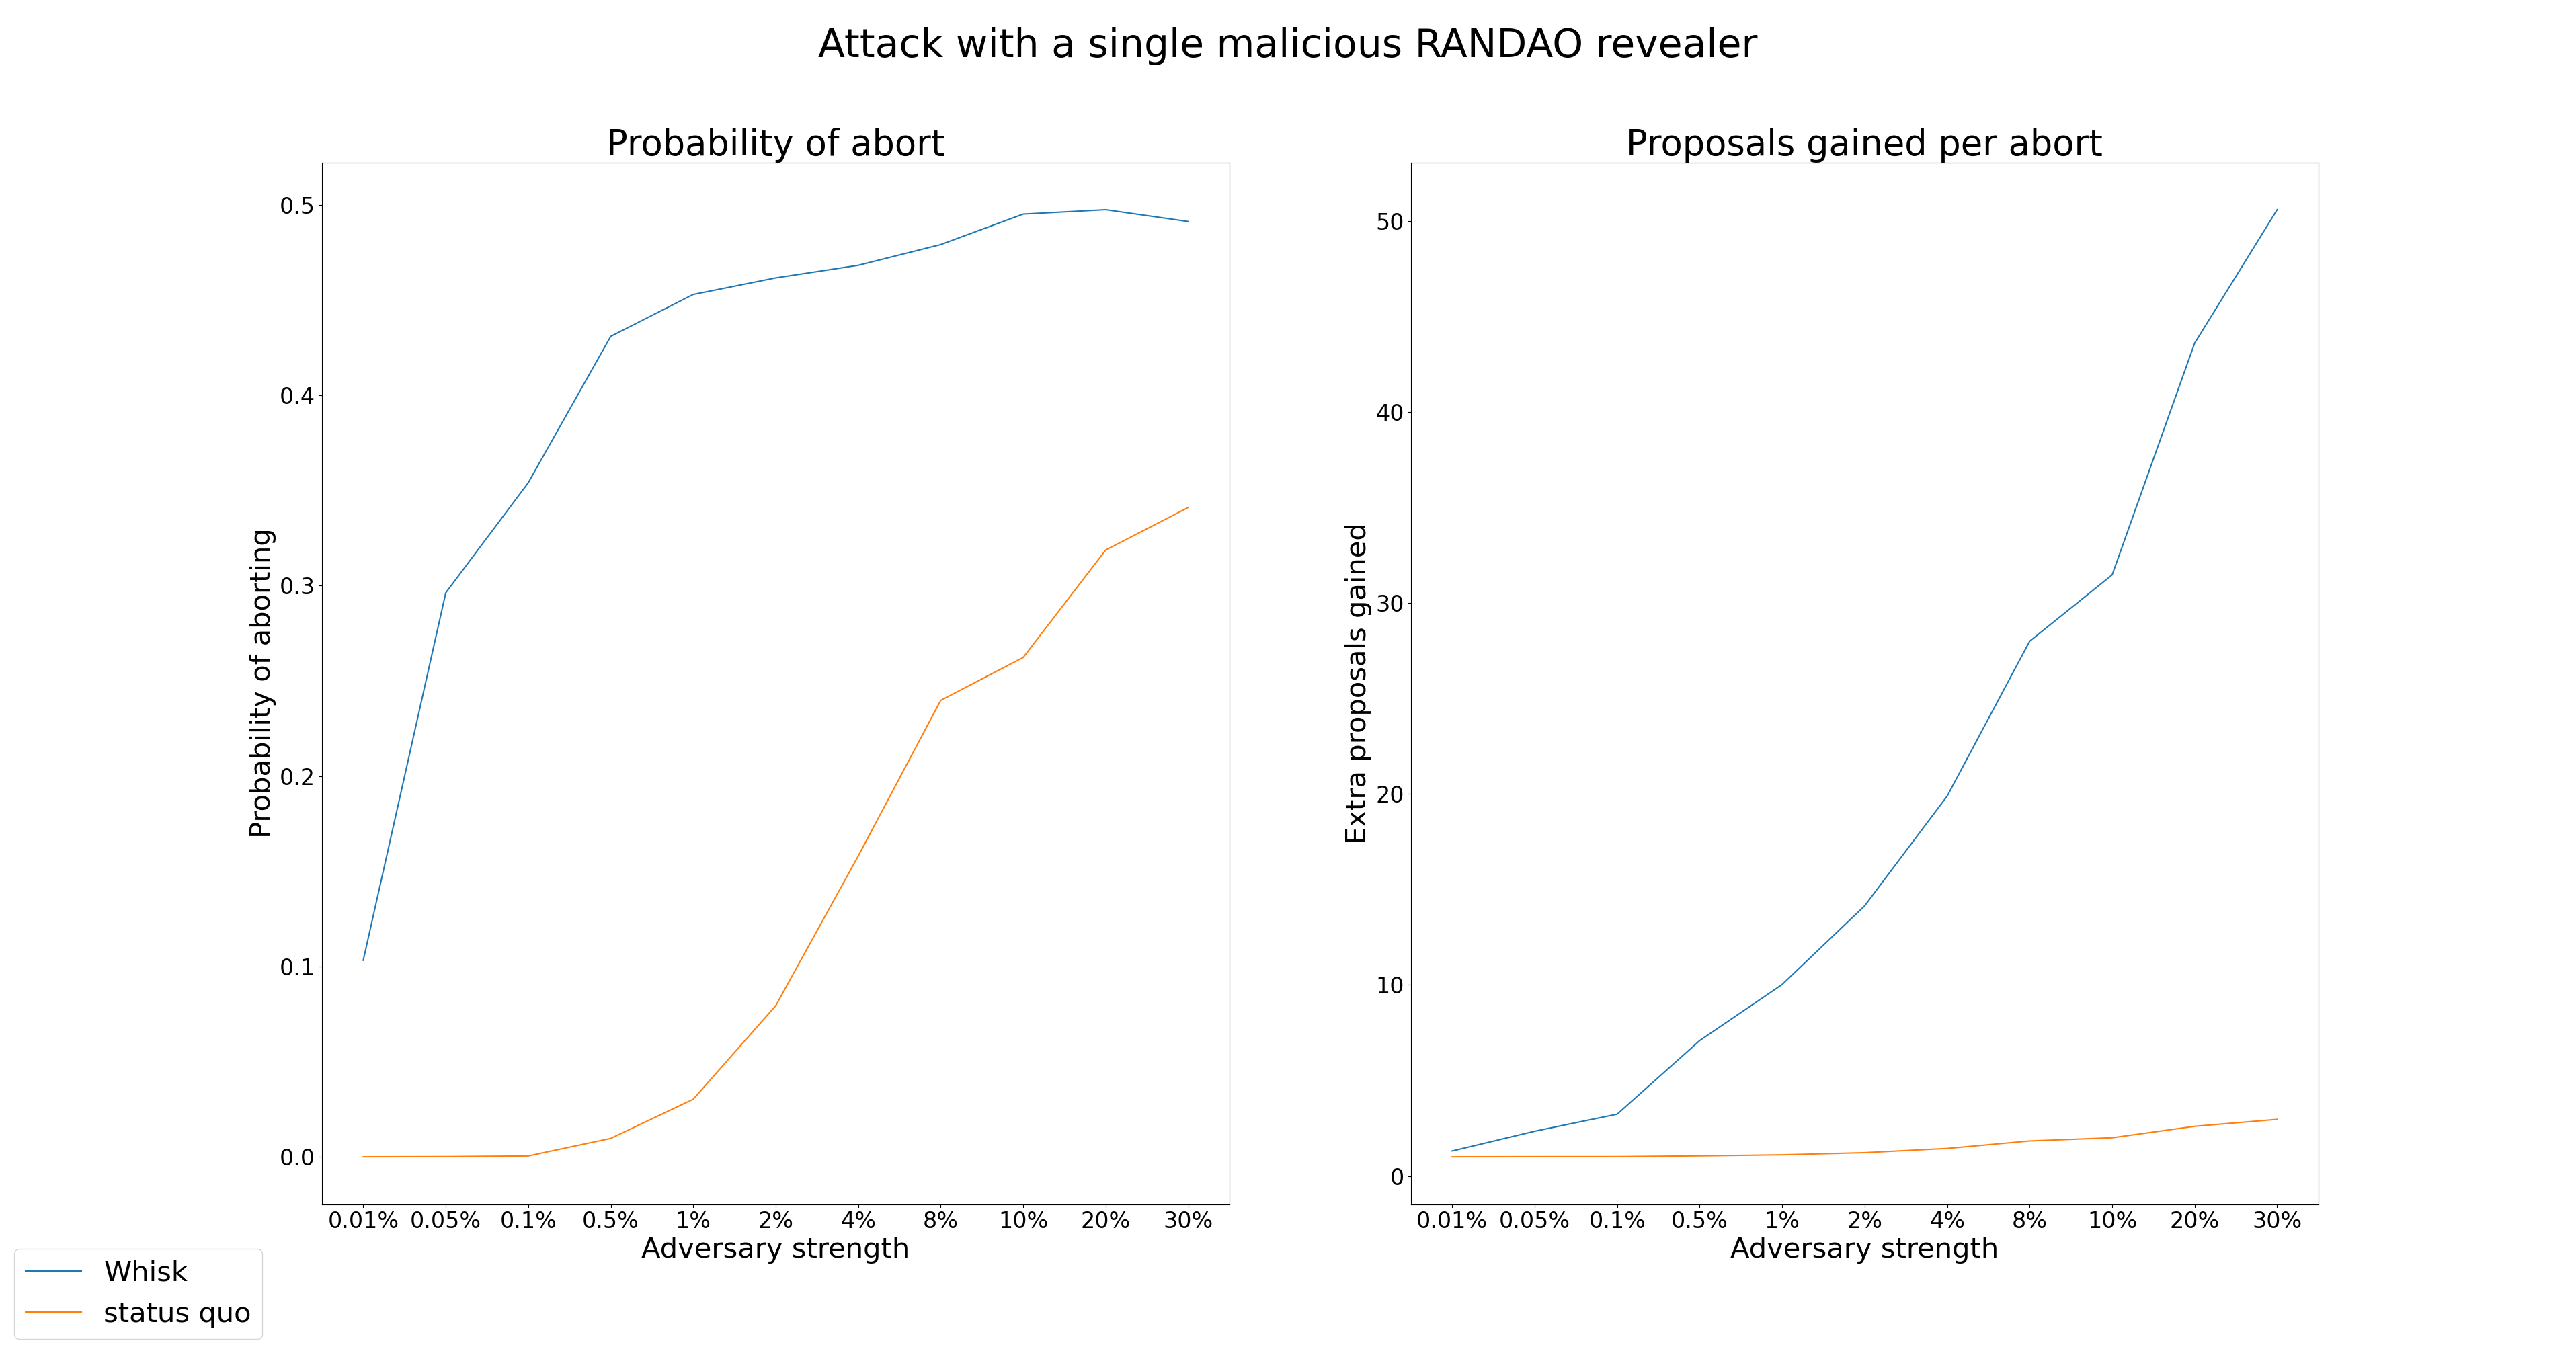 Attack with a single malicious RANDAO revealer
Probability of abort
Probability of aborting
0.5
0.4
0.3
0.2
0.1
0.0
0.01% 0.05% 0.1% 0.5% 1% 2% 4% 8% 10% 20% 30%
Adversary strength
Proposals gained per abort
Extra proposals gained
50
40
30
20
10
0
0.01% 0.05% 0.1% 0.5% 1% 2% 4% 8% 10% 20% 30%
Adversary strength
Whisk
status quo